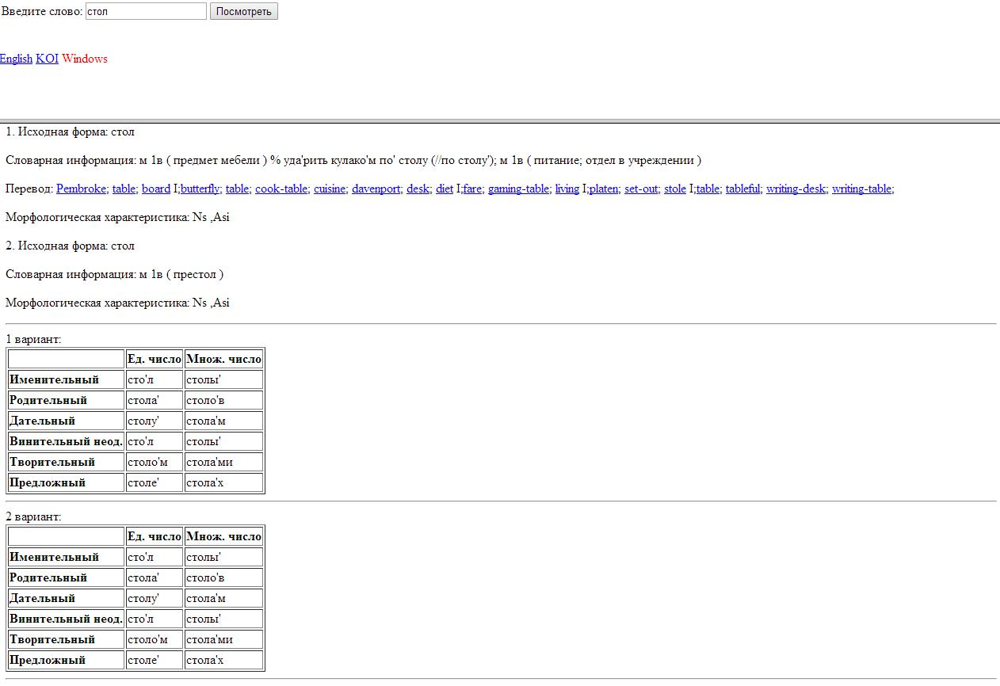 Введите слово: стол Посмотреть
English KOI Windows
1. Исходная форма: стол
Словарная информация: м 1в ( предмет мебели ) % уда'рить кулако'м по' столу (//по столу'); м 1в ( питание; отдел в учреждении )
Перевод: Pembroke; table; board I;butterfly; table; cook-table; cuisine; davenport; desk; diet I;fare; gaming-table; living I;platen; set-out; stole I;table; tableful; writing-desk; writing-table;
Морфологическая характеристика: Ns ,Asi
2. Исходная форма: стол
Словарная информация: м 1в ( престол )
Морфологическая характеристика: Ns ,Asi
1 вариант:
Ед. число Множ. число
Именительный сто'л столы'
Родительный стола' столо'в
Дательный столу' стола'м
Винительный неод. сто'л столы'
Творительный столо'м стола'ми
Предложный столе' стола'х
2 вариант:
Ед. число Множ. число
Именительный сто'л столы'
Родительный стола' столо'в
Дательный столу' стола'м
Винительный неод. сто'л столы'
Творительный столо'м стола'ми
Предложный столе' стола'х